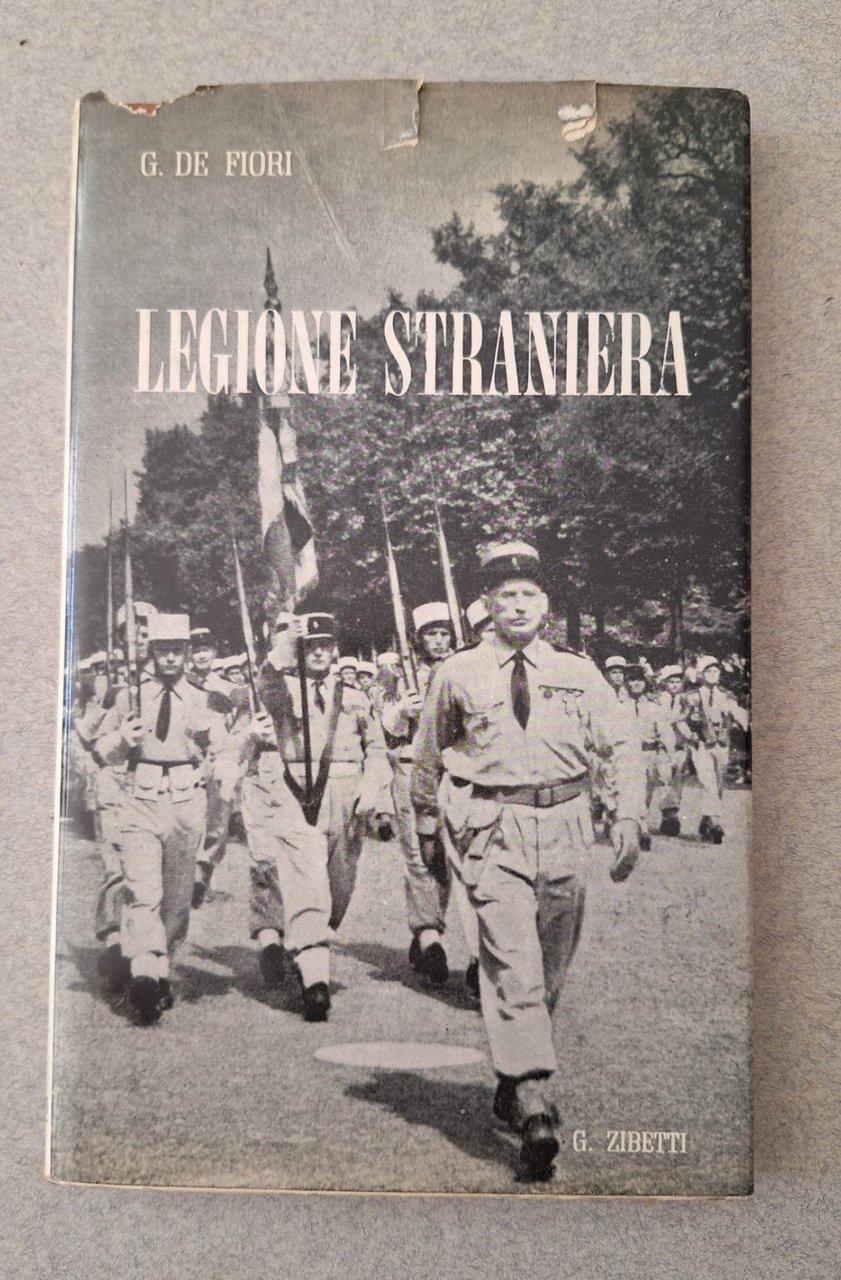 G. DE FIORI
LEGIONE STRANIERA
G. ZIBETTI